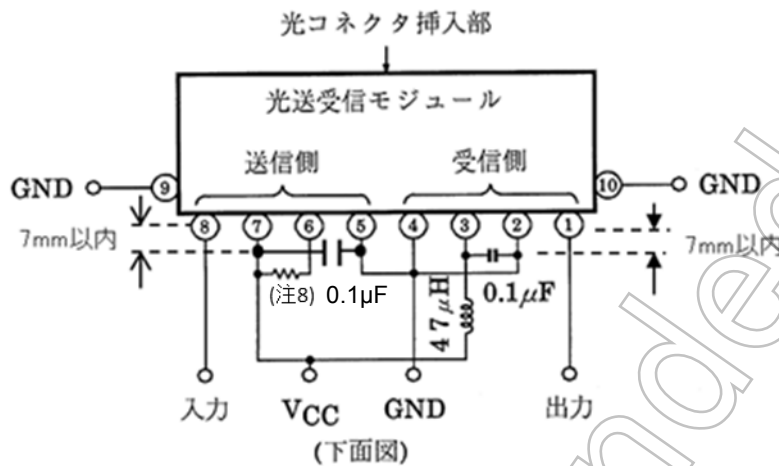 光コネクタ挿入部
光送受信モジュール
送信側
受信側
GND
⑨
⑩
GND
⑧ ⑦ ⑥ ⑤ ④ ③ ② ①
7mm以内
7mm以内
(注8) 0.1μF
47μH
0.1μF
入力
VCC
GND
出力
(下面図)